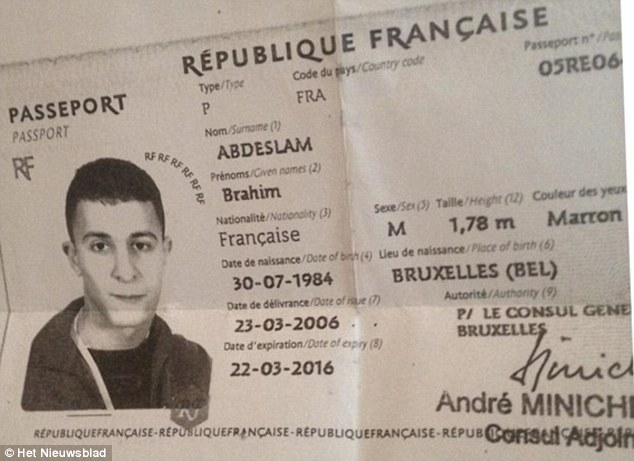 RÉPUBLIQUE FRANÇAISE
Passeport n°/
05RE06
Type/Type
Code du pays/Country code
P
FRA
PASSEPORT
PASSPORT
RF
RF RF RF RF RF RF
Nom/Surname (1)
ABDESLAM
Prénoms/Given names (2)
Brahim
Nationalité/Nationality (3)
Française
Sexe/Sex (5)
Taille/Height (12)
Couleur des yeux
M
1,78 m
Marron
Date de naissance/Date of birth (4)
Lieu de naissance/Place of birth (6)
30-07-1984
BRUXELLES (BEL)
Date de délivrance/Date of issue (7)
Autorité/Authority (9)
23-03-2006
P/ LE CONSUL GENE
BRUXELLES
Date d'expiration/Date of expiry (8)
22-03-2016
André MINICH
Consul Adjoin
RF
RÉPUBLIQUEFRANÇAISE-RÉPUBLIQUEFRANÇAISE-RÉPUBLIQUEFRANÇAISE-RÉPUB
© Het Nieuwsblad